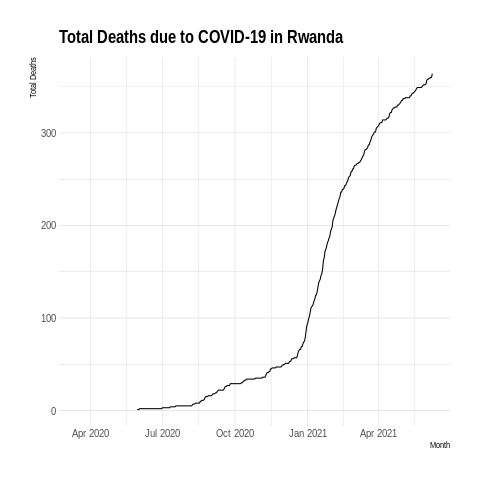 Total Deaths due to COVID-19 in Rwanda
Total Deaths
300
200
100
0
Apr 2020 Jul 2020 Oct 2020 Jan 2021 Apr 2021
Month